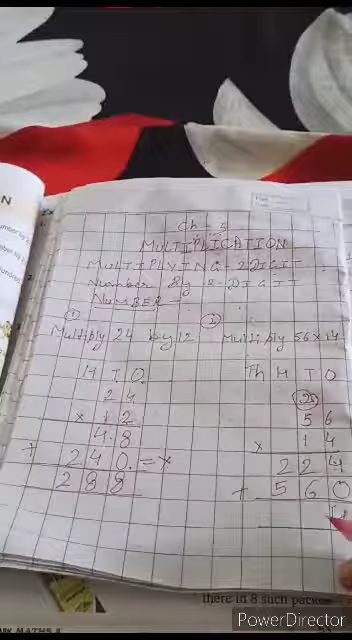 Ch - 3
MULTIPLICATION
MULTIPLYING - 2 DIGIT
Number By 2 - DIGIT
NUMBER -
① Multiply 24 by 12
H T O
2 4
× 1 2
4 8
+ 2 4 0 = ×
2 8 8
② Multiply 56 × 14
Th H T O
5 6
× 1 4
2 2 4
+ 5 6 0
4
there in 8 such
PowerDirector